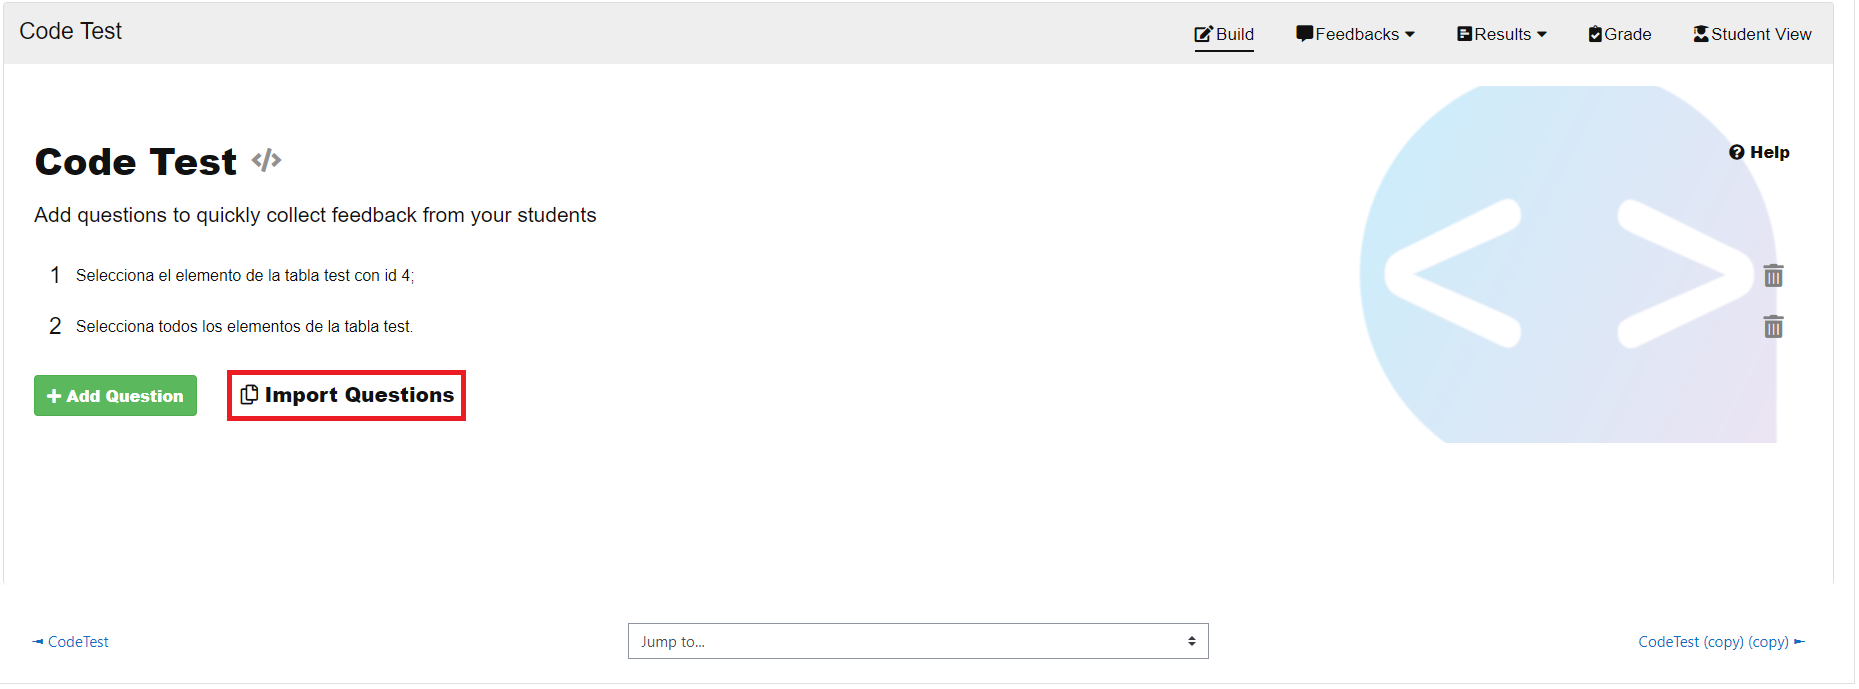 Code Test
Build
Feedbacks
Results
Grade
Student View
Code Test </>
Help
Add questions to quickly collect feedback from your students
1 Selecciona el elemento de la tabla test con id 4;
2 Selecciona todos los elementos de la tabla test.
+ Add Question
Import Questions
◄ CodeTest
Jump to...
CodeTest (copy) (copy) ►